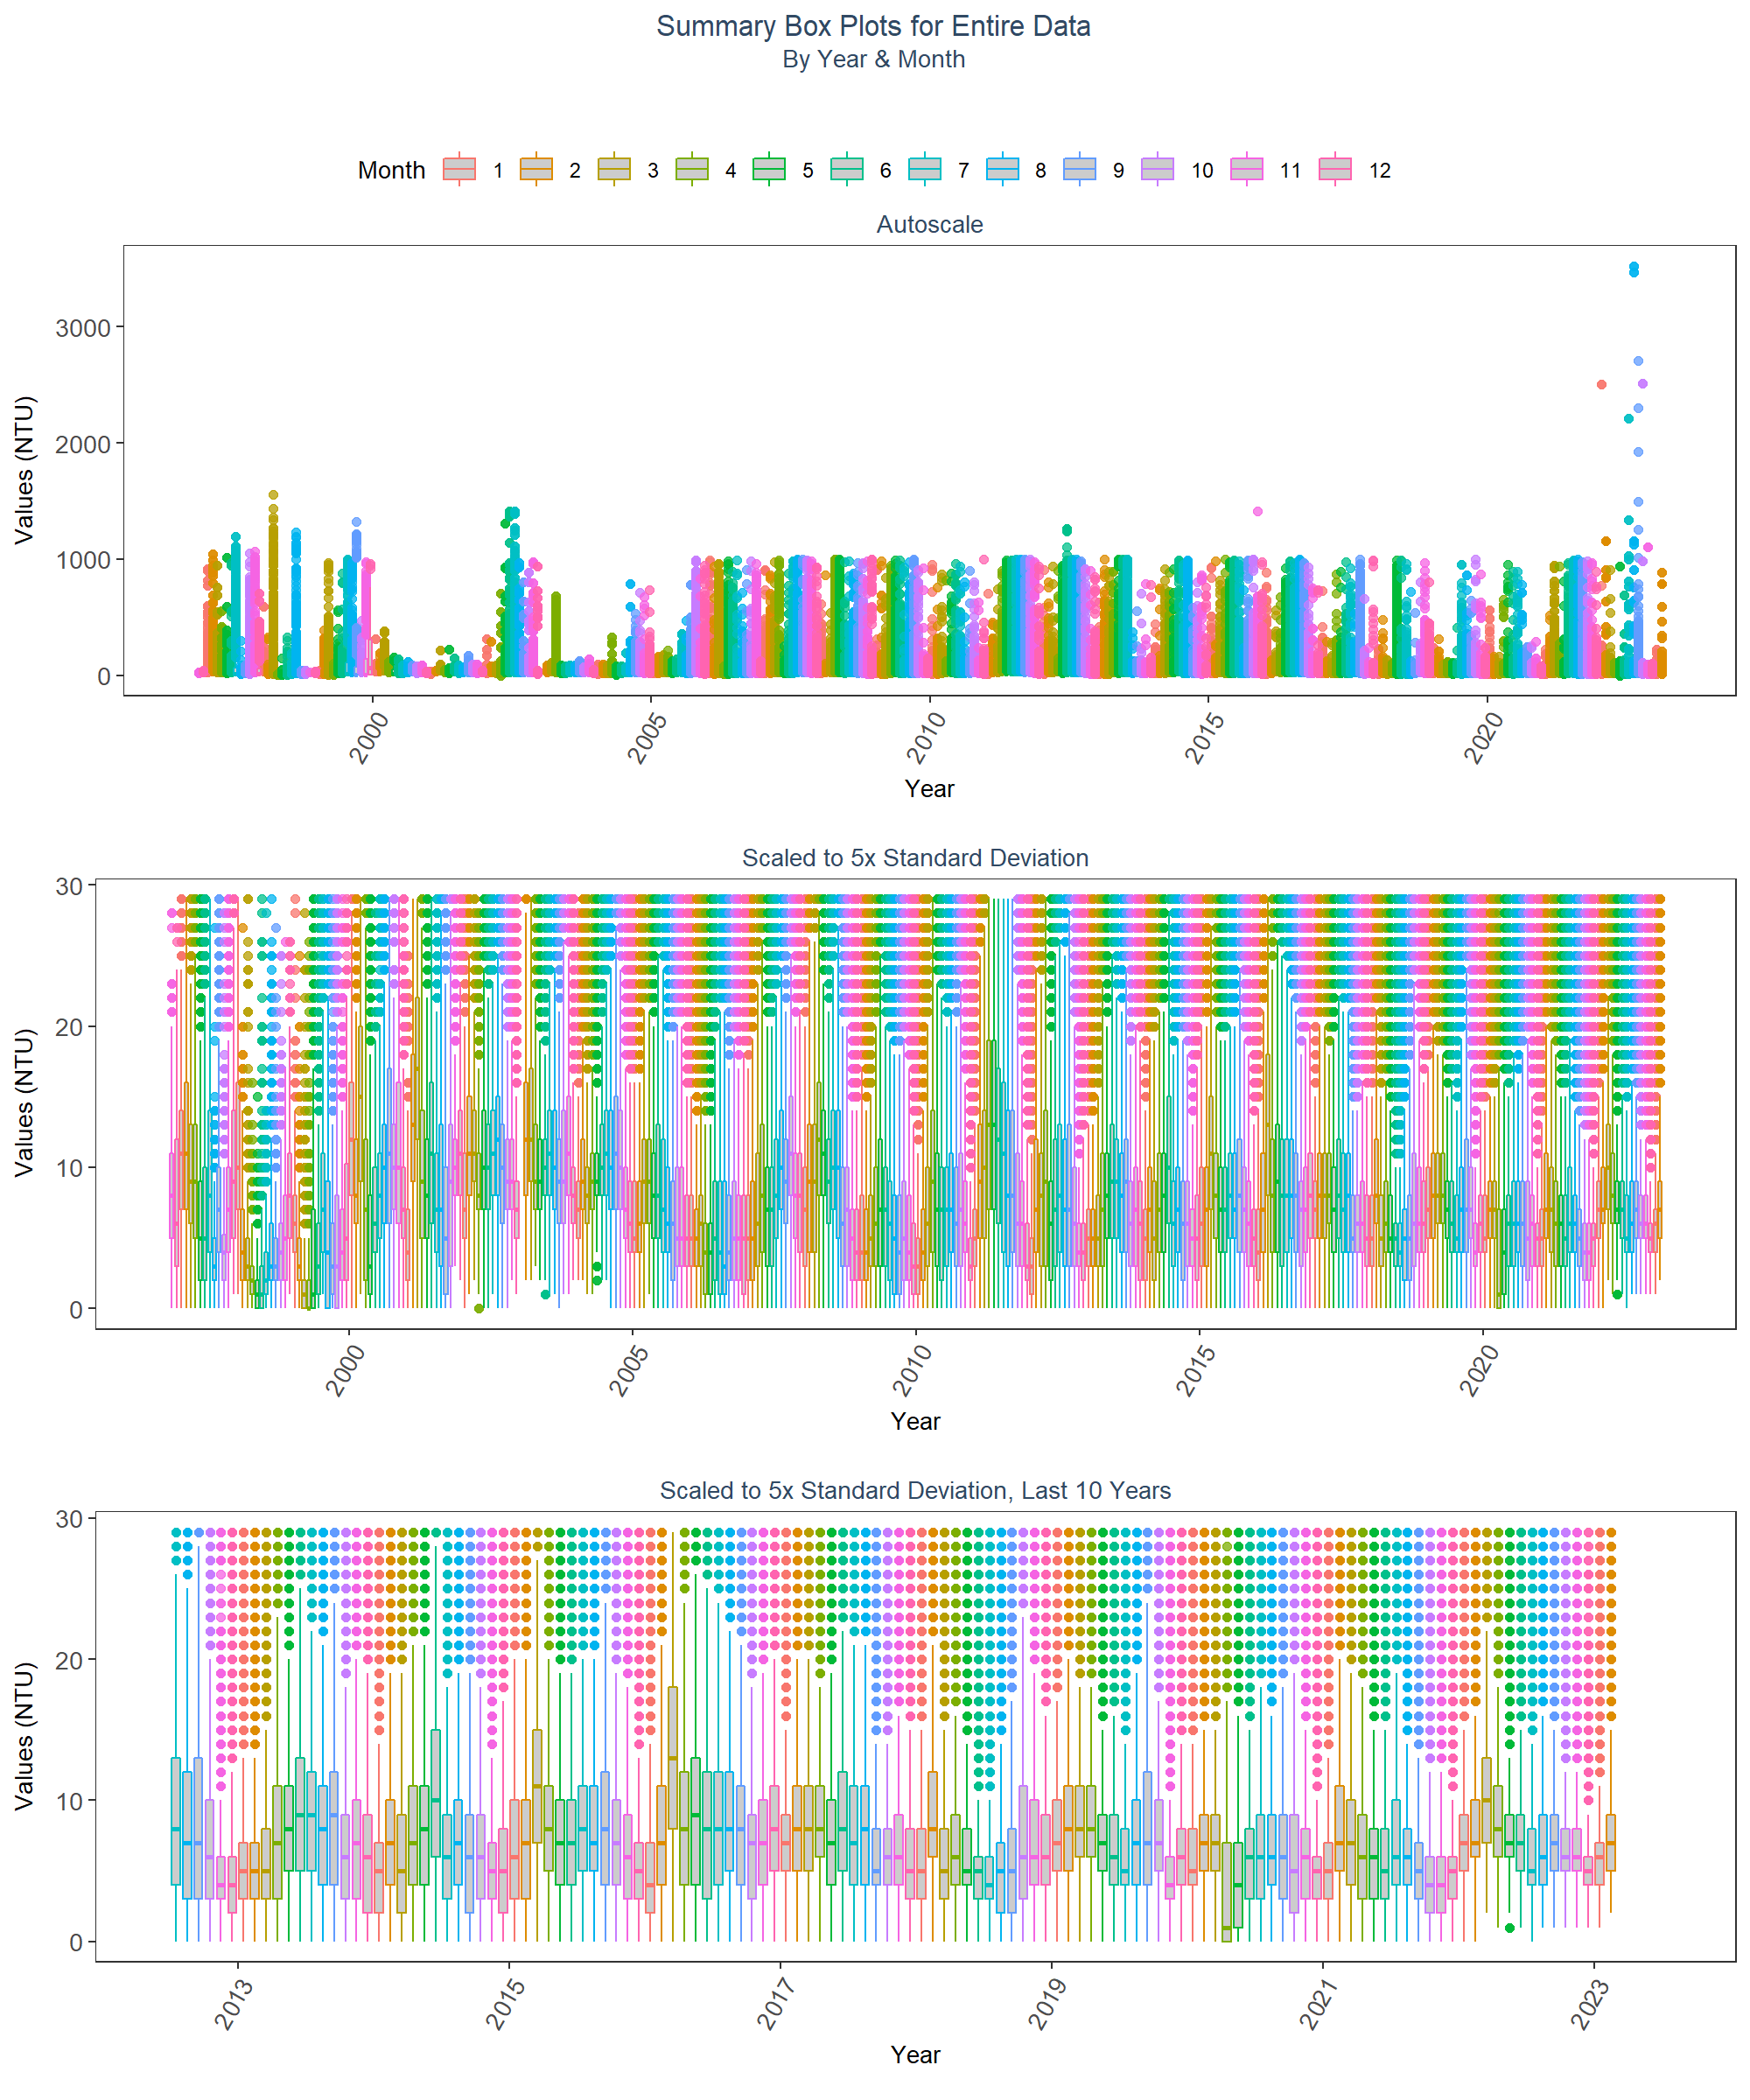 Summary Box Plots for Entire Data
By Year & Month
Month 1 2 3 4 5 6 7 8 9 10 11 12
Autoscale
Values (NTU)
3000
2000
1000
0
2000 2005 2010 2015 2020
Year
Scaled to 5x Standard Deviation
Values (NTU)
30
20
10
0
2000 2005 2010 2015 2020
Year
Scaled to 5x Standard Deviation, Last 10 Years
Values (NTU)
30
20
10
0
2013 2015 2017 2019 2021 2023
Year